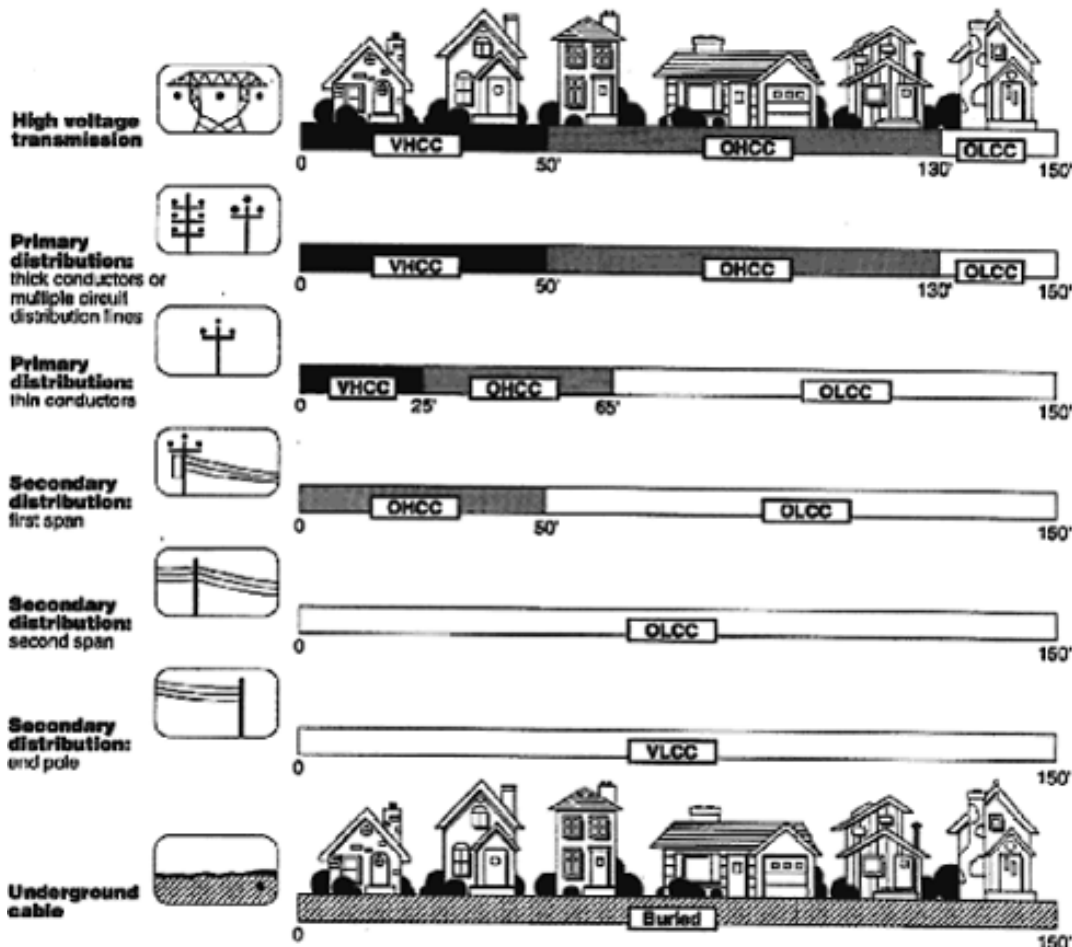 High voltage
transmission
VHCC
OHCC
OLCC
0
50'
130'
150'
Primary
distribution:
thick conductors or
multiple circuit
distribution lines
VHCC
OHCC
OLCC
0
50'
130'
150'
Primary
distribution:
thin conductors
VHCC
OHCC
OLCC
0
25'
65'
150'
Secondary
distribution:
first span
OHCC
OLCC
0
50'
150'
Secondary
distribution:
second span
OLCC
0
150'
Secondary
distribution:
end pole
VLCC
0
150'
Underground
cable
Buried
0
150'